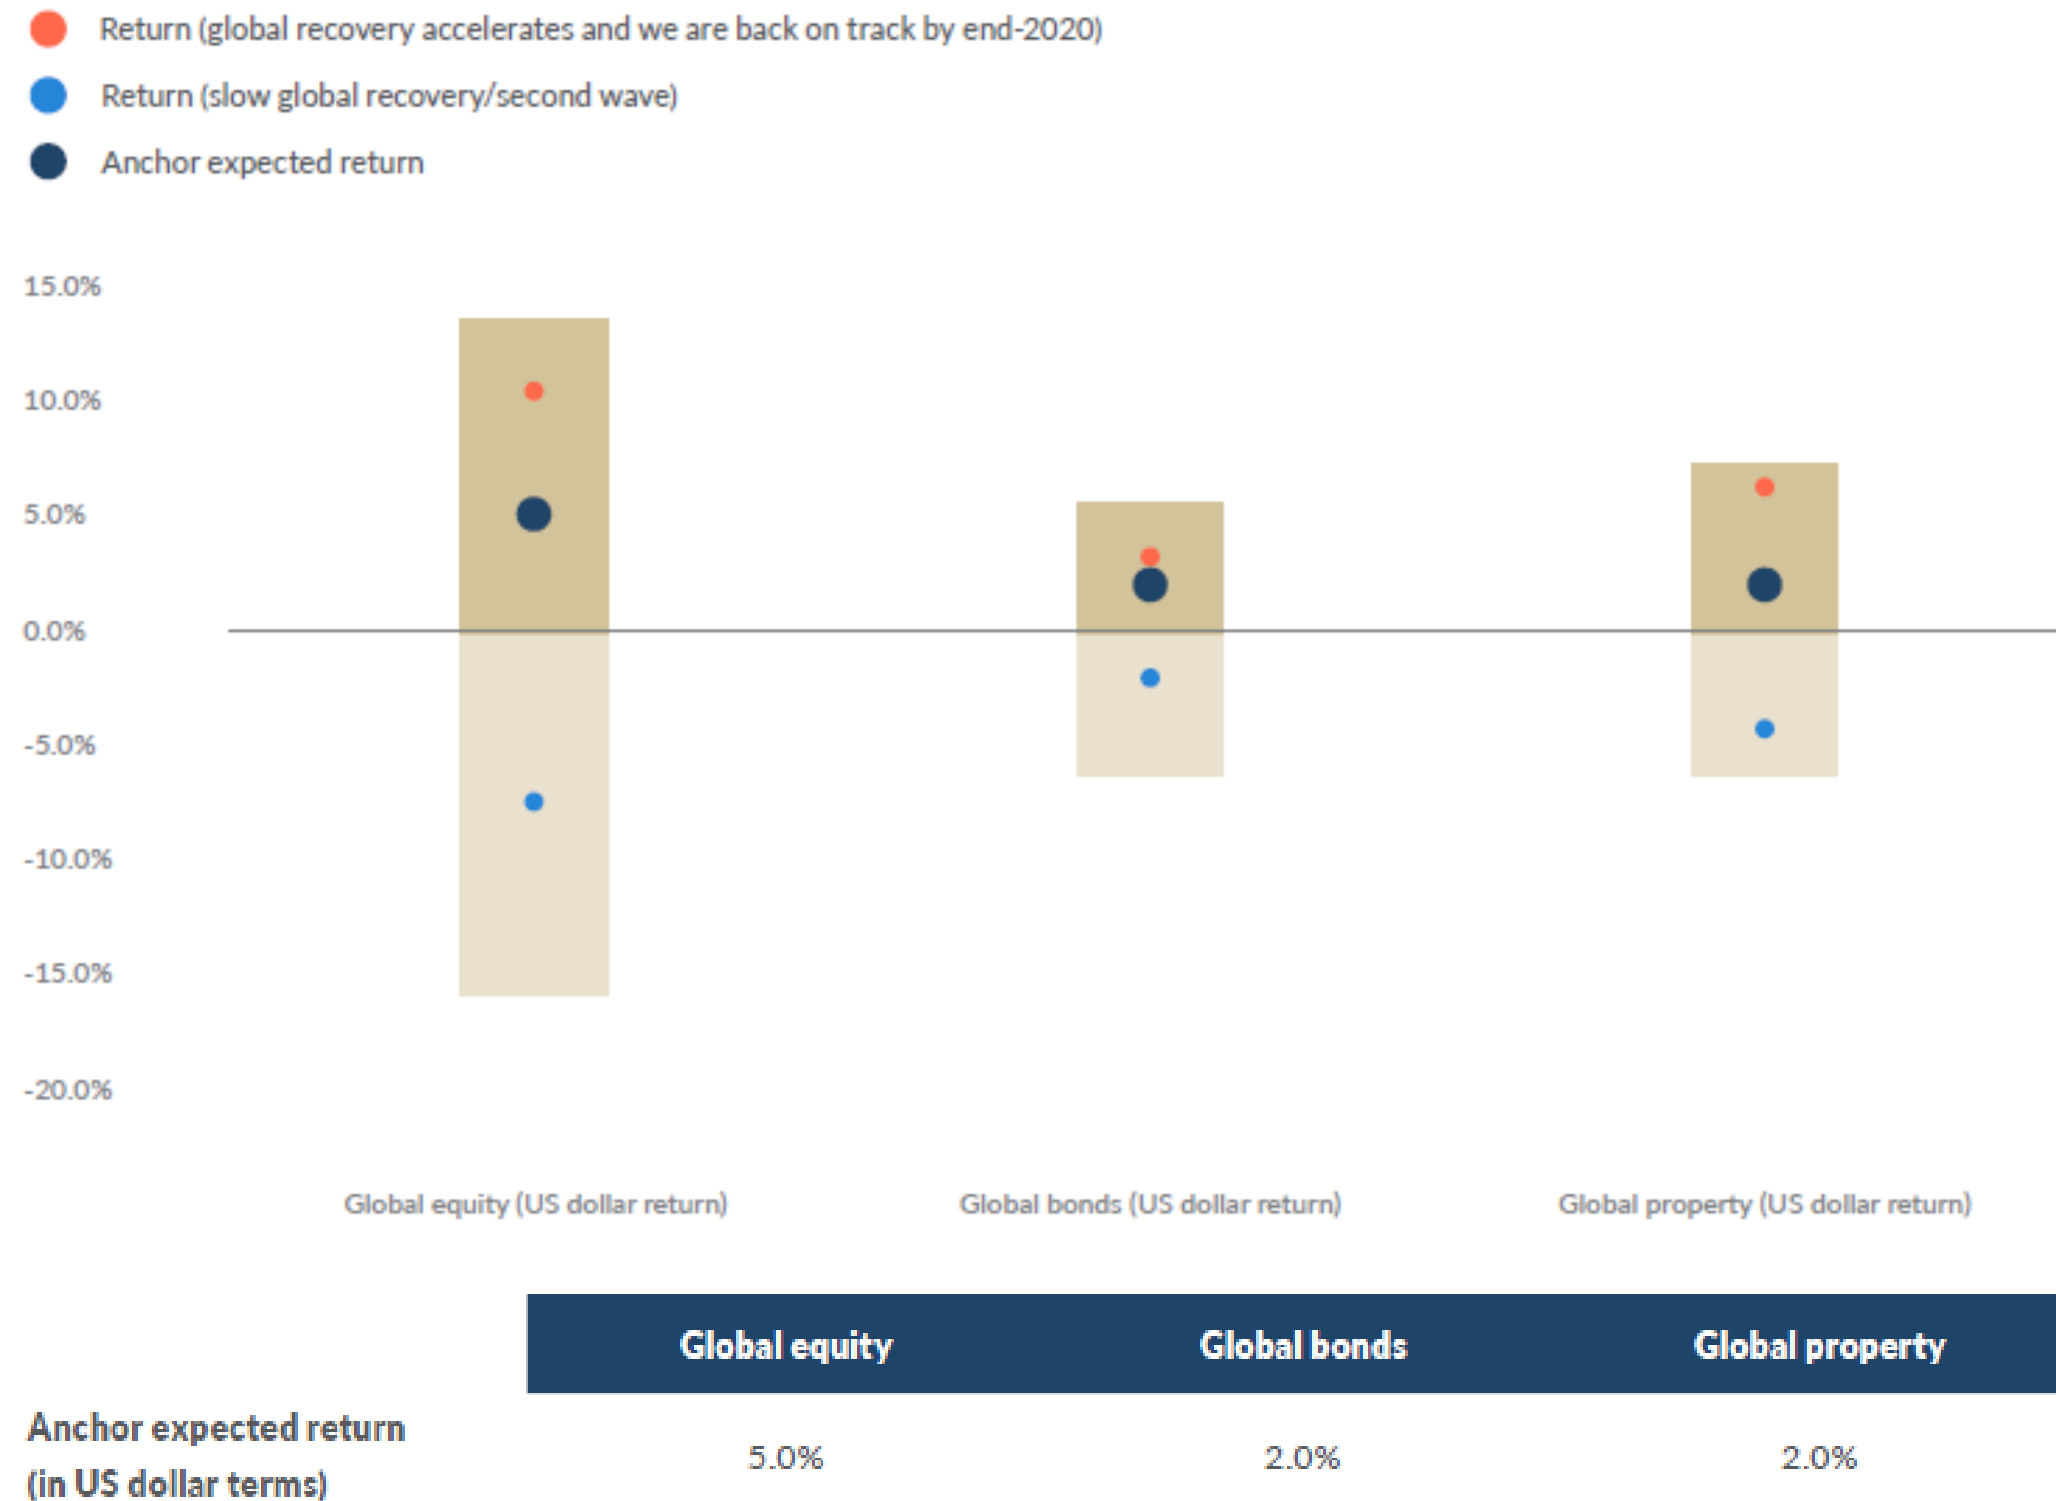 Return (global recovery accelerates and we are back on track by end-2020)
Return (slow global recovery/second wave)
Anchor expected return
15.0%
10.0%
5.0%
0.0%
-5.0%
-10.0%
-15.0%
-20.0%
Global equity (US dollar return) Global bonds (US dollar return) Global property (US dollar return)
Global equity Global bonds Global property
Anchor expected return
(in US dollar terms) 5.0% 2.0% 2.0%